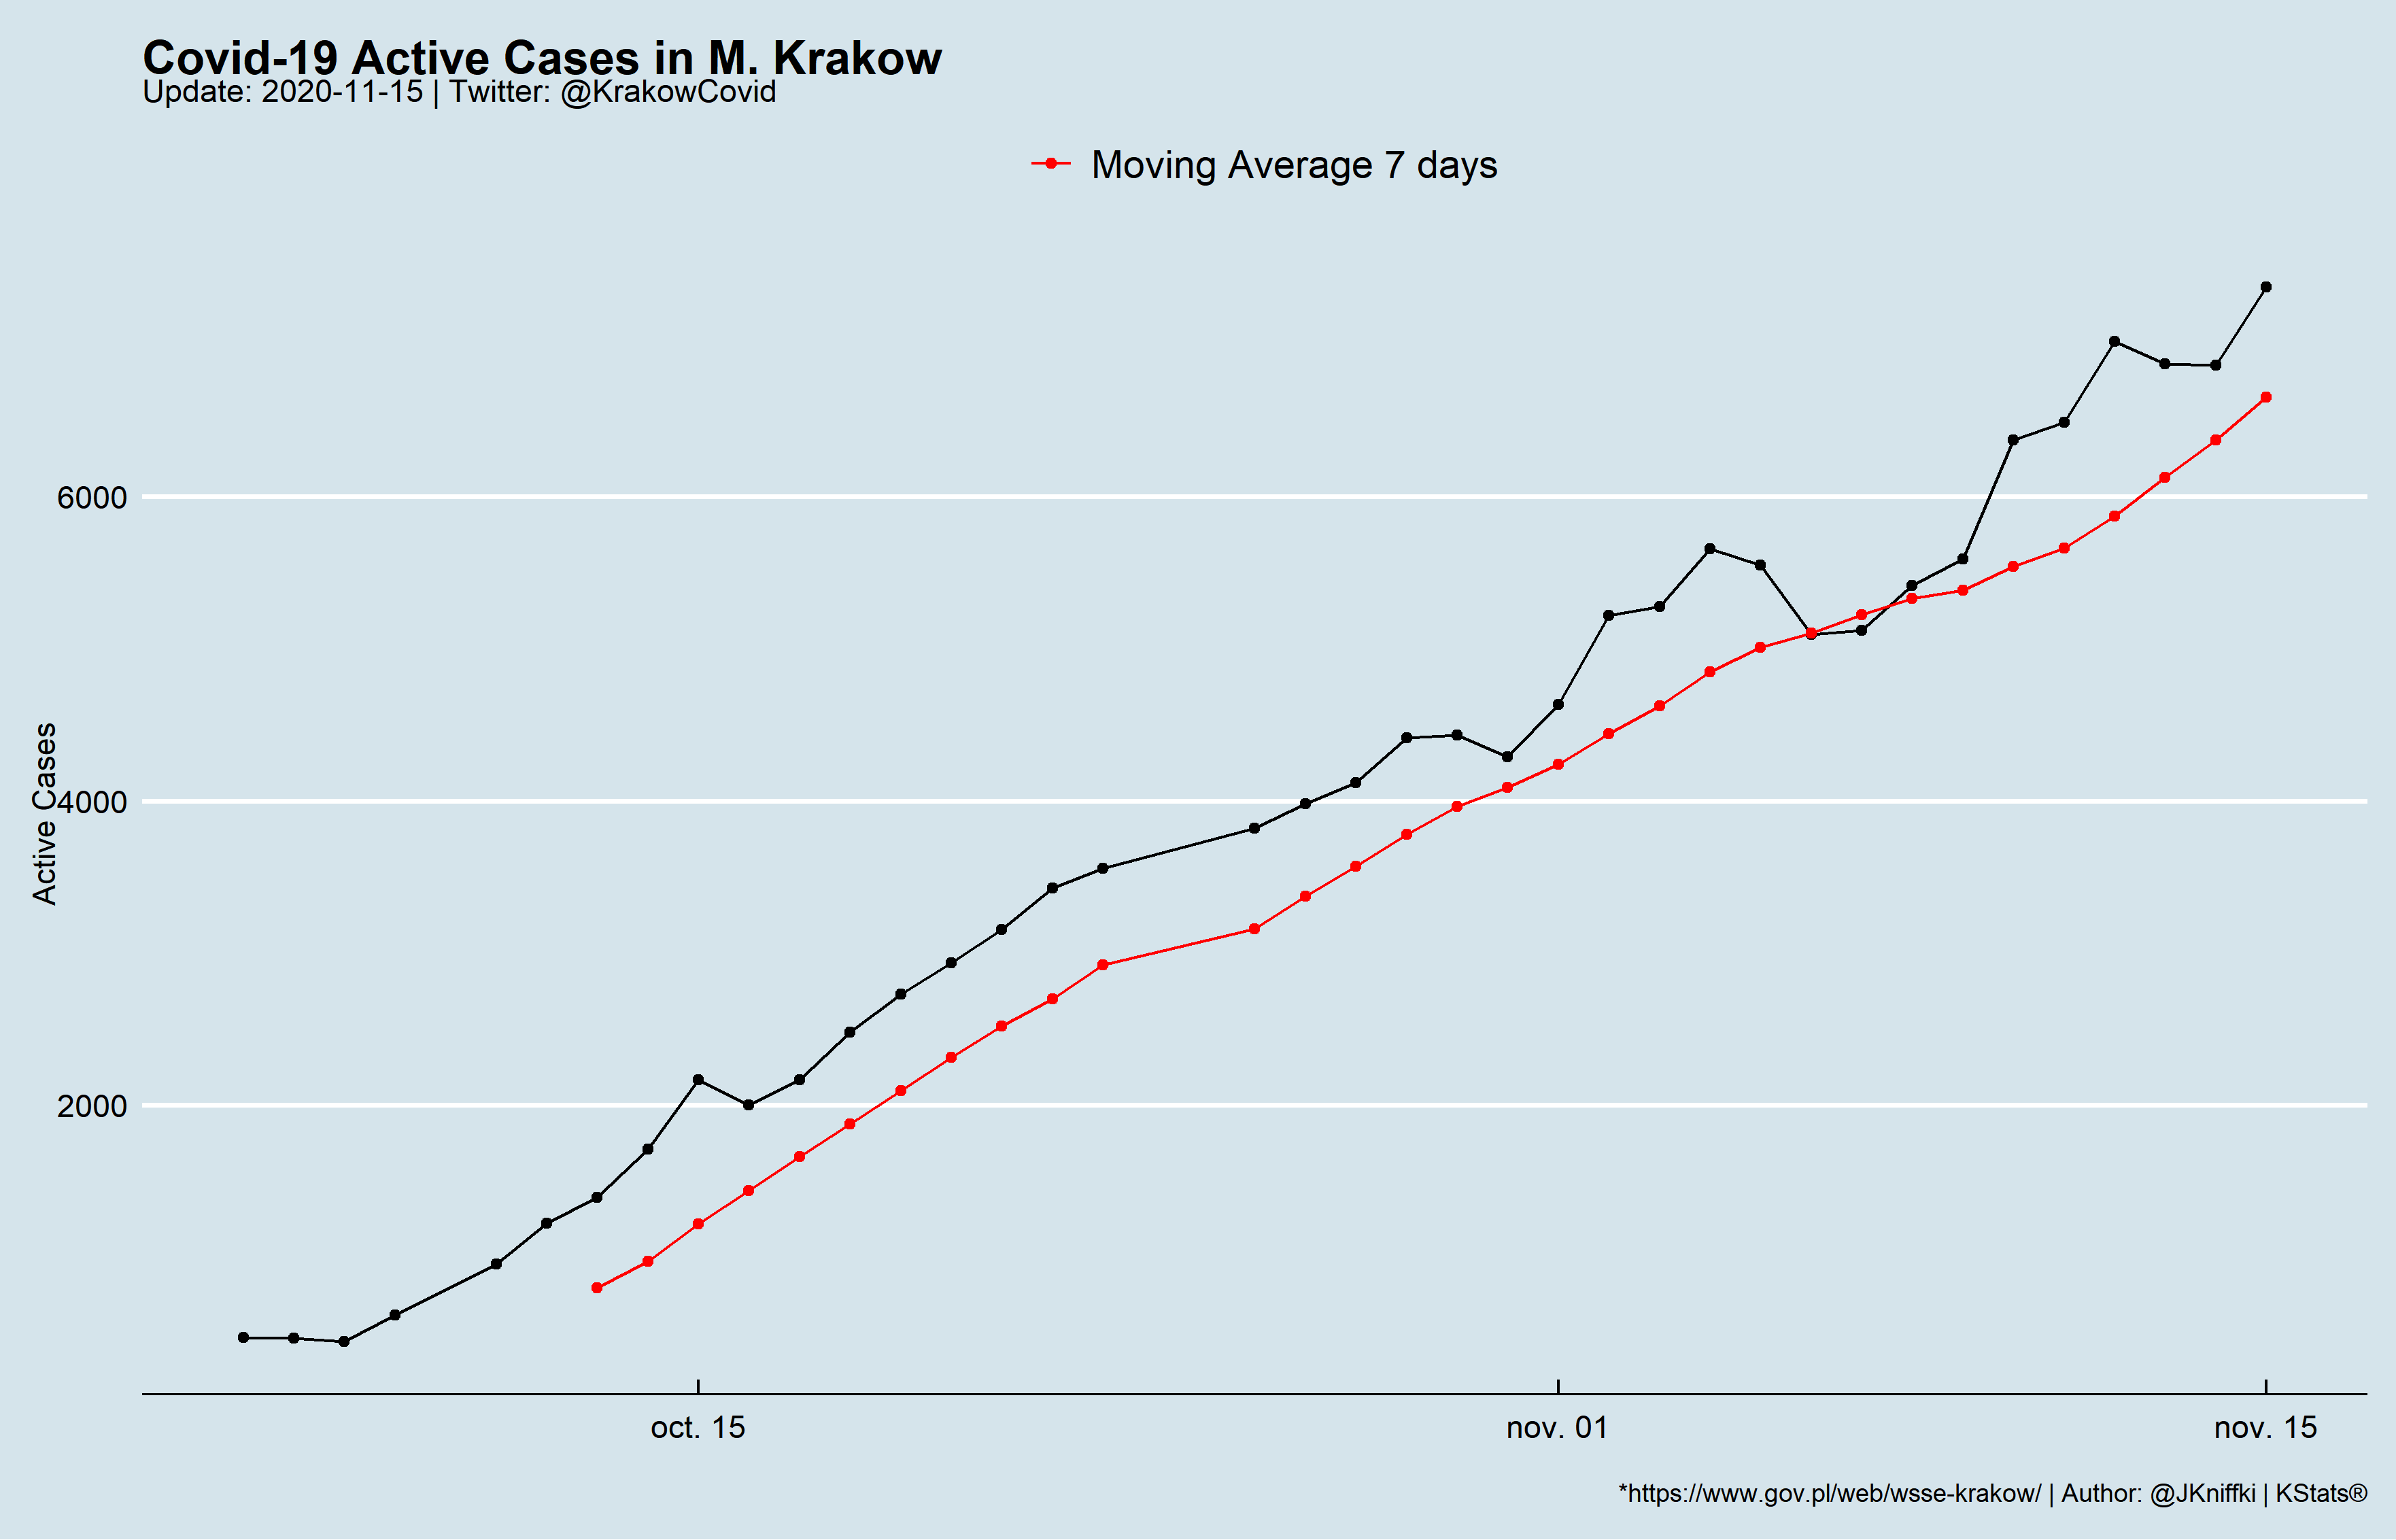 Covid-19 Active Cases in M. Krakow
Update: 2020-11-15 | Twitter: @KrakowCovid
Moving Average 7 days
6000
4000
2000
Active Cases
oct. 15
nov. 01
nov. 15
*https://www.gov.pl/web/wsse-krakow/ | Author: @JKniffki | KStats®